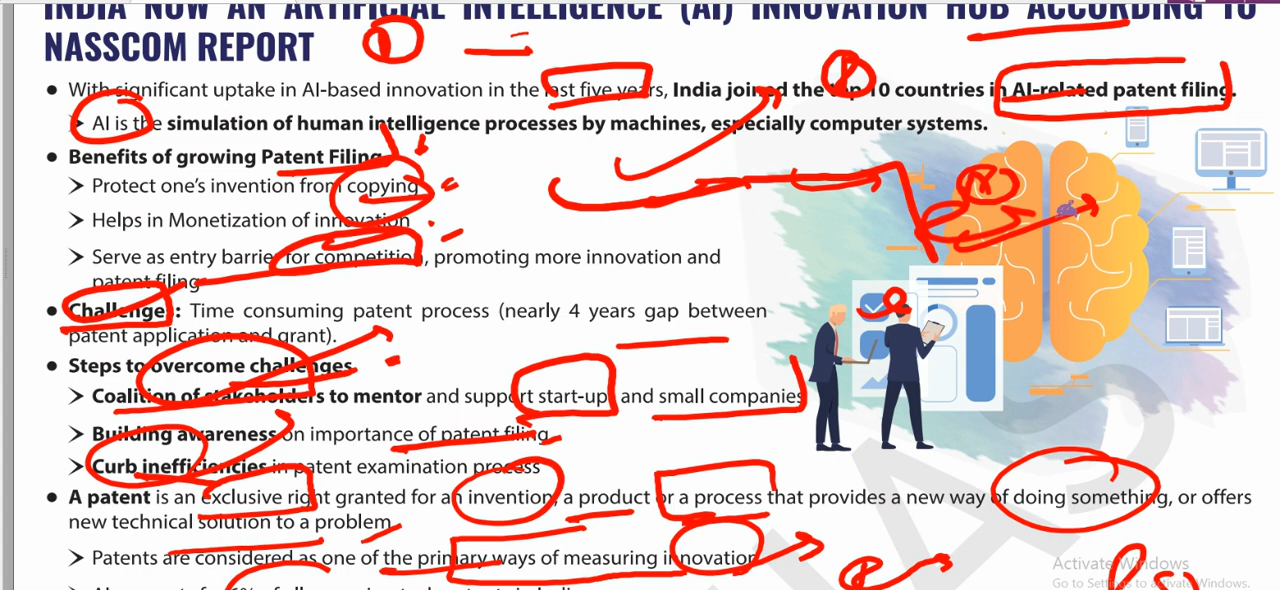 INDIA NOW AN ARTIFICIAL INTELLIGENCE (AI) INNOVATION HUB ACCORDING TO
NASSCOM REPORT
• With significant uptake in AI-based innovation in the last five years, India joined the top 10 countries in AI-related patent filing.
➤ AI is the simulation of human intelligence processes by machines, especially computer systems.
• Benefits of growing Patent Filing
➤ Protect one's invention from copying
➤ Helps in Monetization of innovation
➤ Serve as entry barrier for competition, promoting more innovation and
patent filing
• Challenges: Time consuming patent process (nearly 4 years gap between
patent application and grant).
• Steps to overcome challenges
➤ Coalition of stakeholders to mentor and support start-up and small companies
➤ Building awareness on importance of patent filing
➤ Curb inefficiencies in patent examination process
• A patent is an exclusive right granted for an invention, a product or a process that provides a new way of doing something, or offers
new technical solution to a problem
➤ Patents are considered as one of the primary ways of measuring innovation
Activate Windows
Go to Settings to activate Windows.